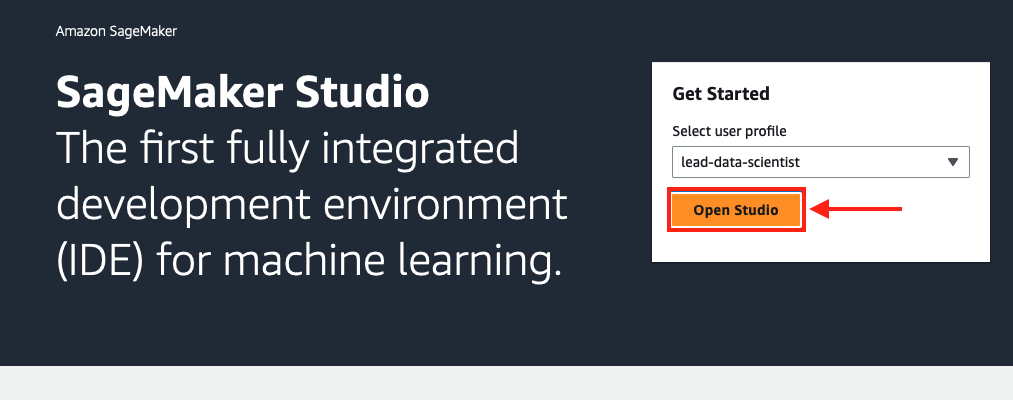 Amazon SageMaker
SageMaker Studio
The first fully integrated
development environment
(IDE) for machine learning.
Get Started
Select user profile
lead-data-scientist
Open Studio